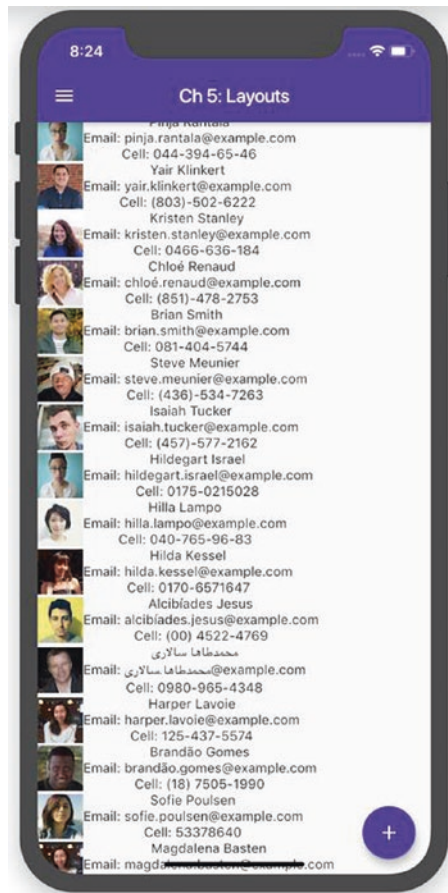 8:24
Ch 5: Layouts
Pinja Rantala
Email: pinja.rantala@example.com
Cell: 044-394-65-46
Yair Klinkert
Email: yair.klinkert@example.com
Cell: (803)-502-6222
Kristen Stanley
Email: kristen.stanley@example.com
Cell: 0466-636-184
Chloé Renaud
Email: chloé.renaud@example.com
Cell: (851)-478-2753
Brian Smith
Email: brian.smith@example.com
Cell: 081-404-5744
Steve Meunier
Email: steve.meunier@example.com
Cell: (436)-534-7263
Isaiah Tucker
Email: isaiah.tucker@example.com
Cell: (457)-577-2162
Hildegart Israel
Email: hildegart.israel@example.com
Cell: 0175-0215028
Hilla Lampo
Email: hilla.lampo@example.com
Cell: 040-765-96-83
Hilda Kessel
Email: hilda.kessel@example.com
Cell: 0170-6571647
Alcibíades Jesus
Email: alcibíades.jesus@example.com
Cell: (00) 4522-4769
محمدطاها سالاری
Email: محمدطاها.سالاری@example.com
Cell: 0980-965-4348
Harper Lavoie
Email: harper.lavoie@example.com
Cell: 125-437-5574
Brandão Gomes
Email: brandão.gomes@example.com
Cell: (18) 7505-1990
Sofie Poulsen
Email: sofie.poulsen@example.com
Cell: 53378640
Magdalena Basten
Email: magdalena.basten@example.com
+